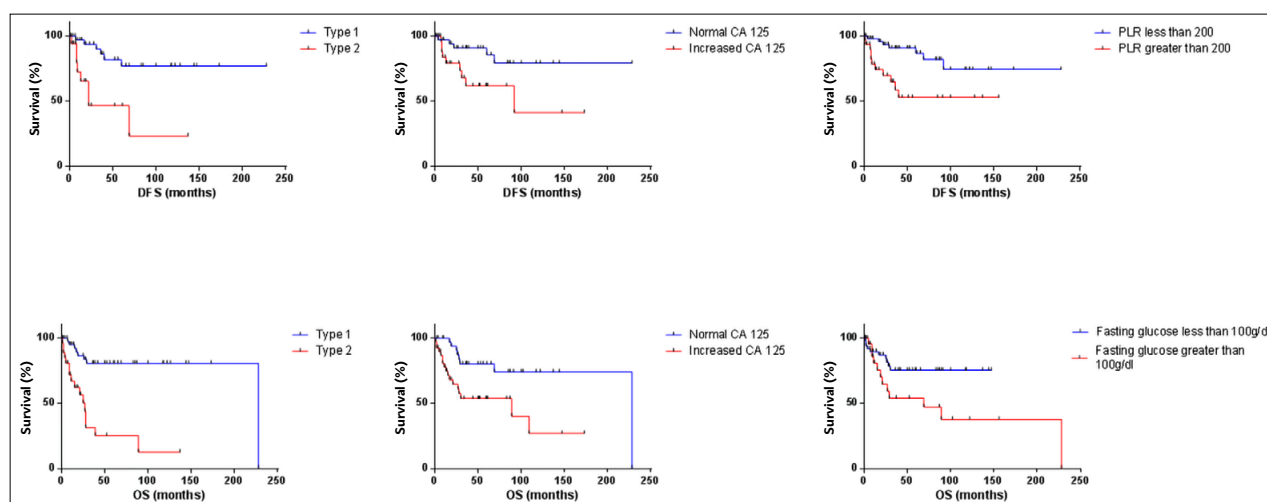 Type 1
Type 2
Survival (%)
100
50
0
0 50 100 150 200 250
DFS (months)
Normal CA 125
Increased CA 125
Survival (%)
100
50
0
0 50 100 150 200 250
DFS (months)
PLR less than 200
PLR greater than 200
Survival (%)
100
50
0
0 50 100 150 200 250
DFS (months)
Type 1
Type 2
Survival (%)
100
50
0
0 50 100 150 200 250
OS (months)
Normal CA 125
Increased CA 125
Survival (%)
100
50
0
0 50 100 150 200 250
OS (months)
Fasting glucose less than 100g/dl
Fasting glucose greater than
100g/dl
Survival (%)
100
50
0
0 50 100 150 200 250
OS (months)